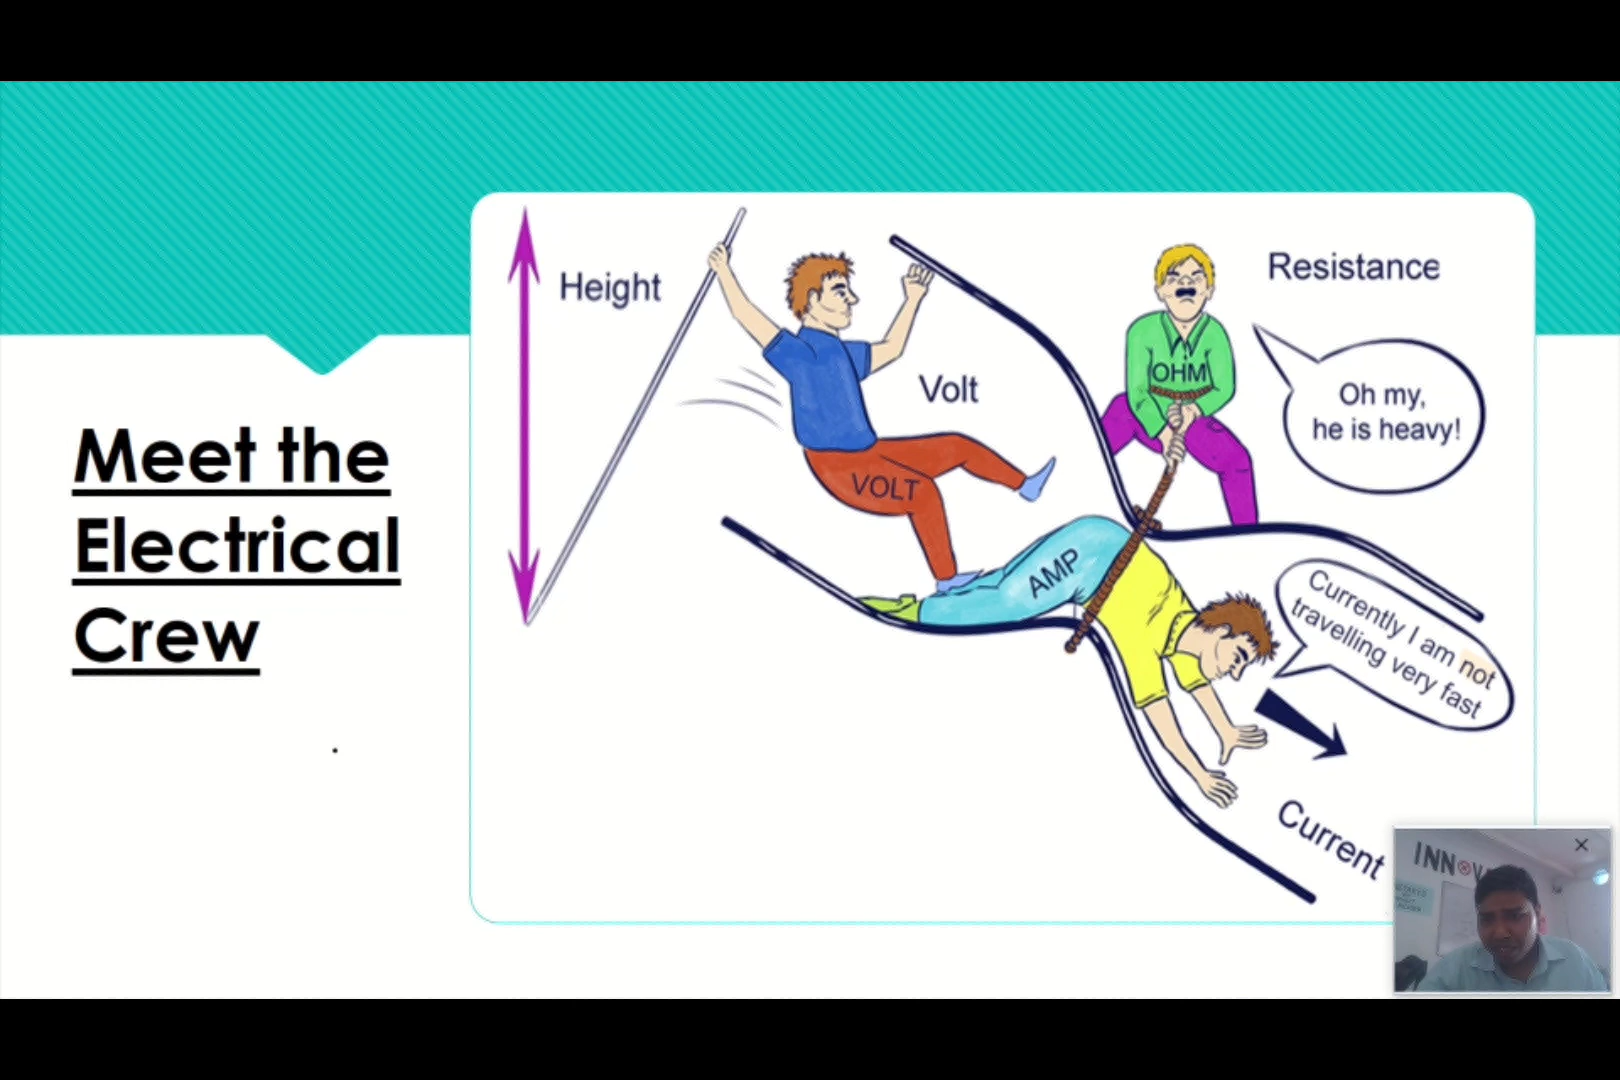 Meet the
Electrical
Crew
Height
Volt
VOLT
Resistance
OHM
Oh my,
he is heavy!
AMP
Currently I am not
travelling very fast
Current